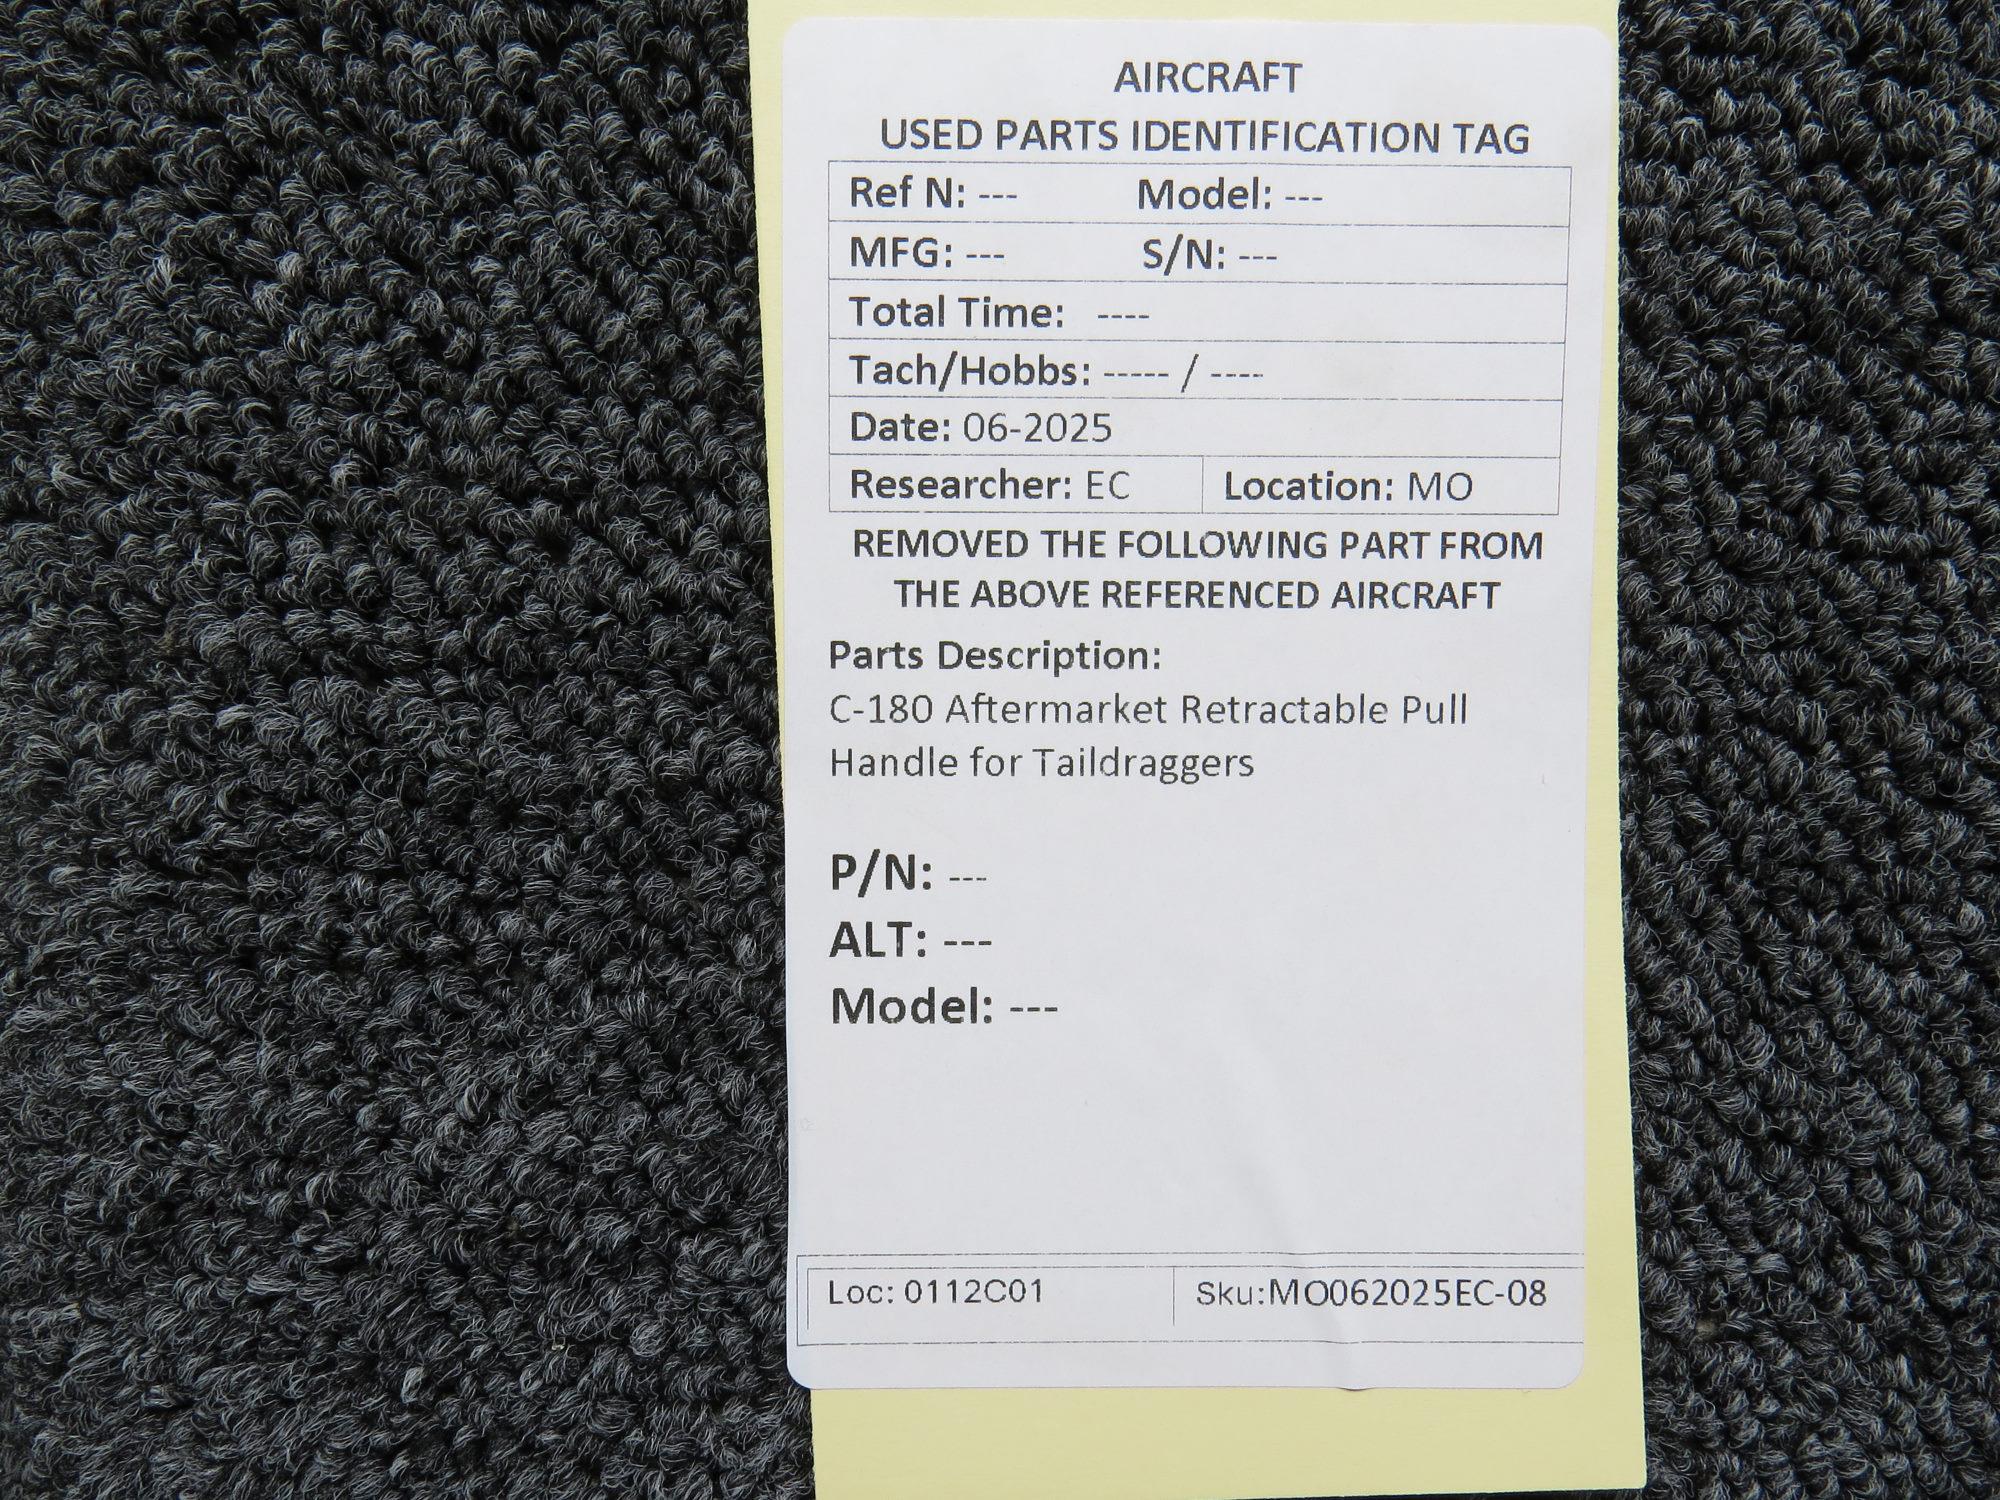 AIRCRAFT
USED PARTS IDENTIFICATION TAG
Ref N: --- Model: ---
MFG: --- S/N: ---
Total Time: ----
Tach/Hobbs: ----- / ----
Date: 06-2025
Researcher: EC Location: MO
REMOVED THE FOLLOWING PART FROM
THE ABOVE REFERENCED AIRCRAFT
Parts Description:
C-180 Aftermarket Retractable Pull
Handle for Taildraggers
P/N: ---
ALT: ---
Model: ---
Loc: 0112C01 Sku:MO062025EC-08